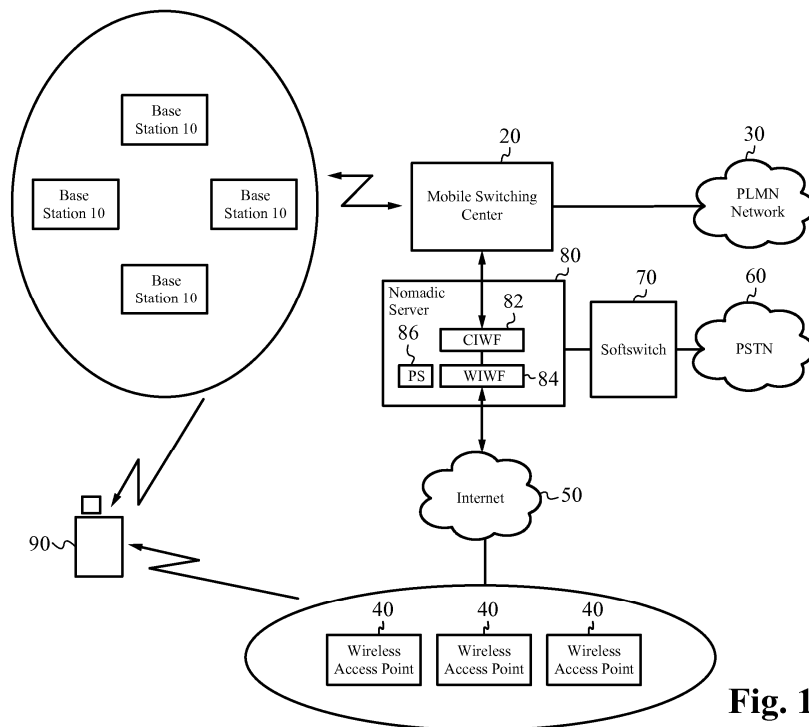 Base
Station 10
Base
Station 10
Base
Station 10
Base
Station 10
20
Mobile Switching
Center
30
PLMN
Network
80
Nomadic
Server
82
CIWF
86
PS
WIWF
84
70
Softswitch
60
PSTN
Internet
50
90
40
40
40
Wireless
Access Point
Wireless
Access Point
Wireless
Access Point
Fig. 1